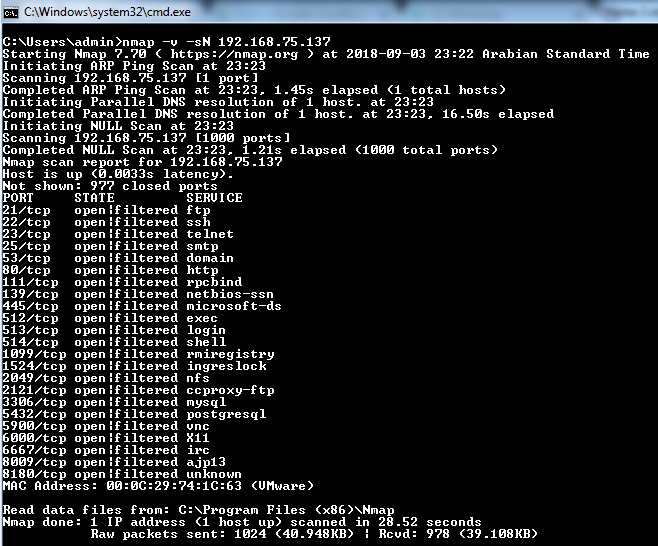 C:\Windows\system32\cmd.exe
C:\Users\admin>nmap -v -sN 192.168.75.137
Starting Nmap 7.70 ( https://nmap.org ) at 2018-09-03 23:22 Arabian Standard Time
Initiating ARP Ping Scan at 23:23
Scanning 192.168.75.137 [1 port]
Completed ARP Ping Scan at 23:23, 1.45s elapsed (1 total hosts)
Initiating Parallel DNS resolution of 1 host. at 23:23
Completed Parallel DNS resolution of 1 host. at 23:23, 16.50s elapsed
Initiating NULL Scan at 23:23
Scanning 192.168.75.137 [1000 ports]
Completed NULL Scan at 23:23, 1.21s elapsed (1000 total ports)
Nmap scan report for 192.168.75.137
Host is up (0.0033s latency).
Not shown: 977 closed ports
PORT     STATE         SERVICE
21/tcp   open|filtered ftp
22/tcp   open|filtered ssh
23/tcp   open|filtered telnet
25/tcp   open|filtered smtp
53/tcp   open|filtered domain
80/tcp   open|filtered http
111/tcp  open|filtered rpcbind
139/tcp  open|filtered netbios-ssn
445/tcp  open|filtered microsoft-ds
512/tcp  open|filtered exec
513/tcp  open|filtered login
514/tcp  open|filtered shell
1099/tcp open|filtered rmiregistry
1524/tcp open|filtered ingreslock
2049/tcp open|filtered nfs
2121/tcp open|filtered ccproxy-ftp
3306/tcp open|filtered mysql
5432/tcp open|filtered postgresql
5900/tcp open|filtered vnc
6000/tcp open|filtered X11
6667/tcp open|filtered irc
8009/tcp open|filtered ajp13
8180/tcp open|filtered unknown
MAC Address: 00:0C:29:74:1C:63 (VMware)
Read data files from: C:\Program Files (x86)\Nmap
Nmap done: 1 IP address (1 host up) scanned in 28.52 seconds
Raw packets sent: 1024 (40.948KB) | Rcvd: 978 (39.108KB)